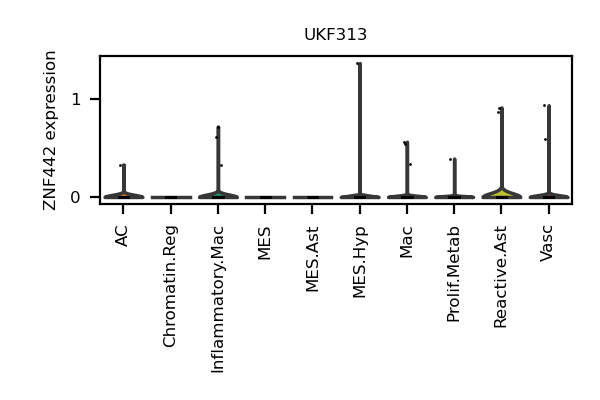 UKF313
ZNF442 expression
1
0
AC
Chromatin.Reg
Inflammatory.Mac
MES
MES.Ast
MES.Hyp
Mac
Prolif.Metab
Reactive.Ast
Vasc